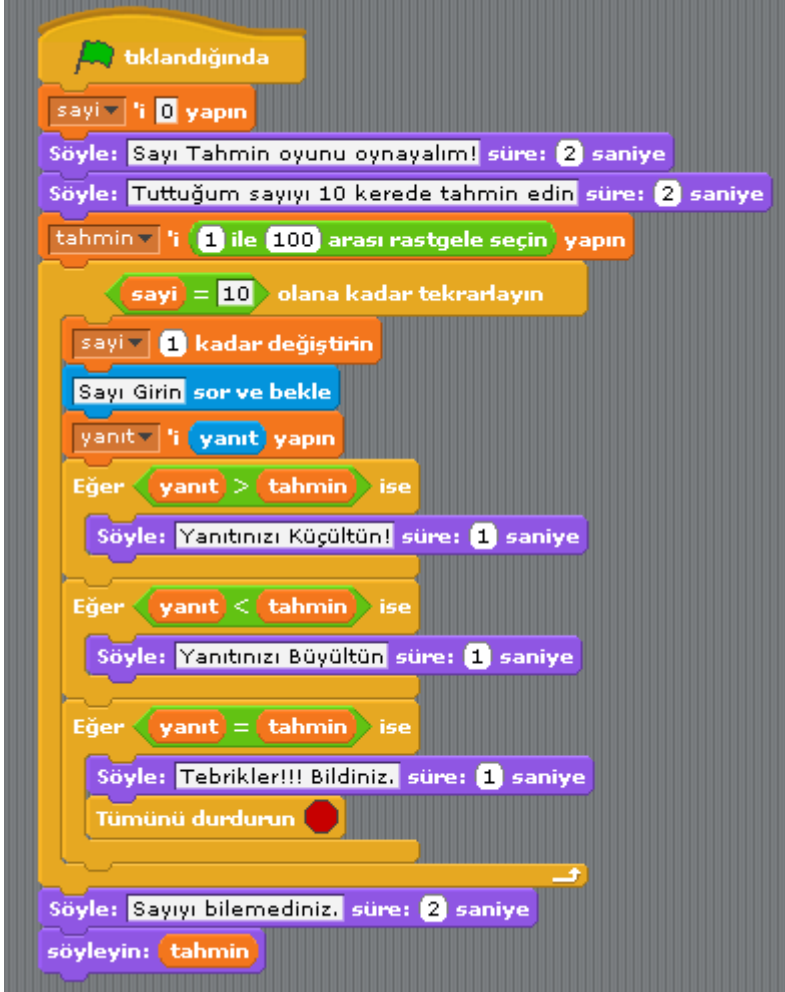 tıklandığında
sayi 'i 0 yapın
Söyle: Sayı Tahmin oyunu oynayalım! süre: 2 saniye
Söyle: Tuttuğum sayıyı 10 kerede tahmin edin süre: 2 saniye
tahmin 'i 1 ile 100 arası rastgele seçin yapın
sayi = 10 olana kadar tekrarlayın
sayi 1 kadar değiştirin
Sayı Girin sor ve bekle
yanıt 'i yanıt yapın
Eğer yanıt > tahmin ise
Söyle: Yanıtınızı Küçültün! süre: 1 saniye
Eğer yanıt < tahmin ise
Söyle: Yanıtınızı Büyültün süre: 1 saniye
Eğer yanıt = tahmin ise
Söyle: Tebrikler!!! Bildiniz. süre: 1 saniye
Tümünü durdurun
Söyle: Sayıyı bilemediniz. süre: 2 saniye
söyleyin: tahmin